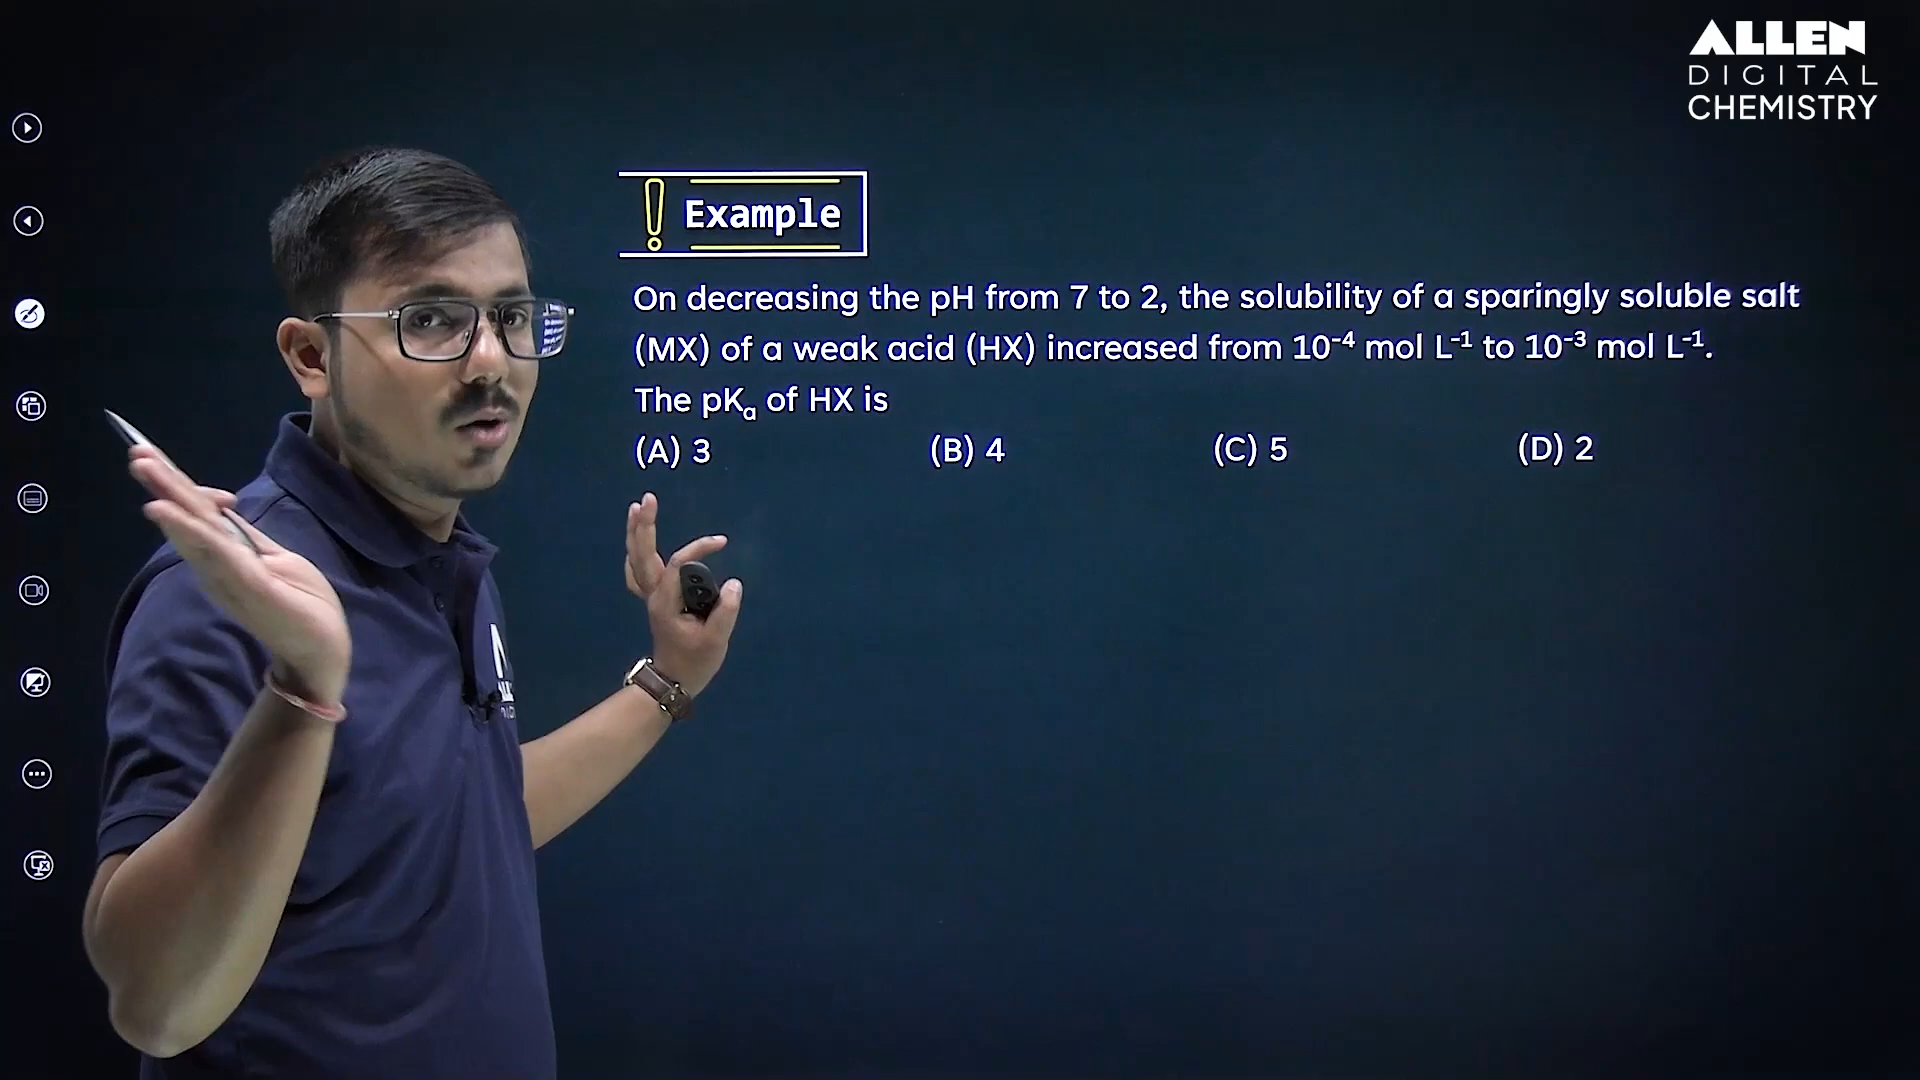 ALLEN
DIGITAL
CHEMISTRY
Example
On decreasing the pH from 7 to 2, the solubility of a sparingly soluble salt
(MX) of a weak acid (HX) increased from 10⁻⁴ mol L⁻¹ to 10⁻³ mol L⁻¹.
The pKₐ of HX is
(A) 3 (B) 4 (C) 5 (D) 2